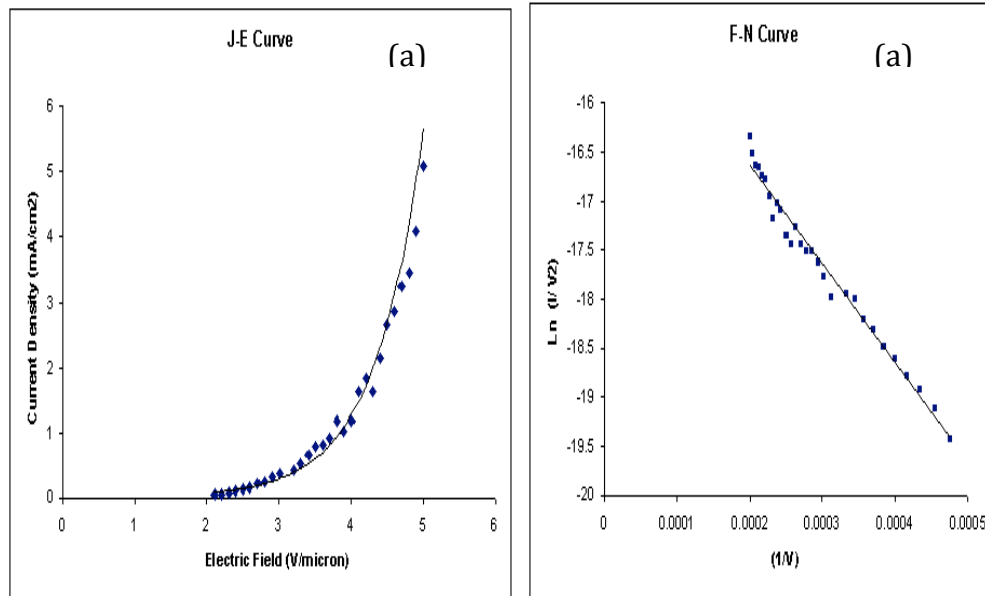 J-E Curve
(a)
6
5
4
3
2
1
0
Current Density (mA/cm2)
0 1 2 3 4 5 6
Electric Field (V/micron)
F-N Curve
(a)
-16
-16.5
-17
-17.5
-18
-18.5
-19
-19.5
-20
Ln (I/V2)
0 0.0001 0.0002 0.0003 0.0004 0.0005
(1/V)